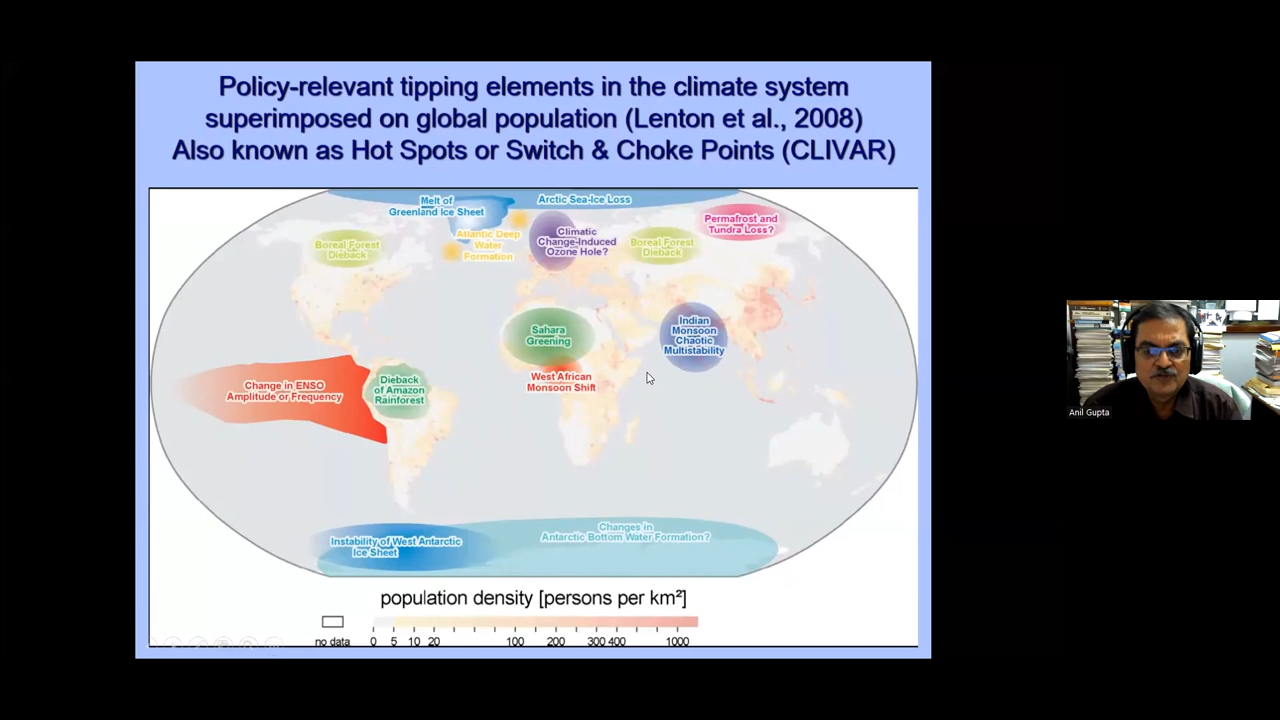 Policy-relevant tipping elements in the climate system
superimposed on global population (Lenton et al., 2008)
Also known as Hot Spots or Switch & Choke Points (CLIVAR)
Melt of
Greenland Ice Sheet
Arctic Sea-Ice Loss
Permafrost and
Tundra Loss?
Boreal Forest
Dieback
Atlantic Deep
Water
Formation
Climatic
Change-Induced
Ozone Hole?
Boreal Forest
Dieback
Sahara
Greening
Indian
Monsoon
Chaotic
Multistability
West African
Monsoon Shift
Change in ENSO
Amplitude or Frequency
Dieback
of Amazon
Rainforest
Instability of West Antarctic
Ice Sheet
Changes in
Antarctic Bottom Water Formation?
population density [persons per km²]
no data 0 5 10 20 100 200 300 400 1000
Anil Gupta